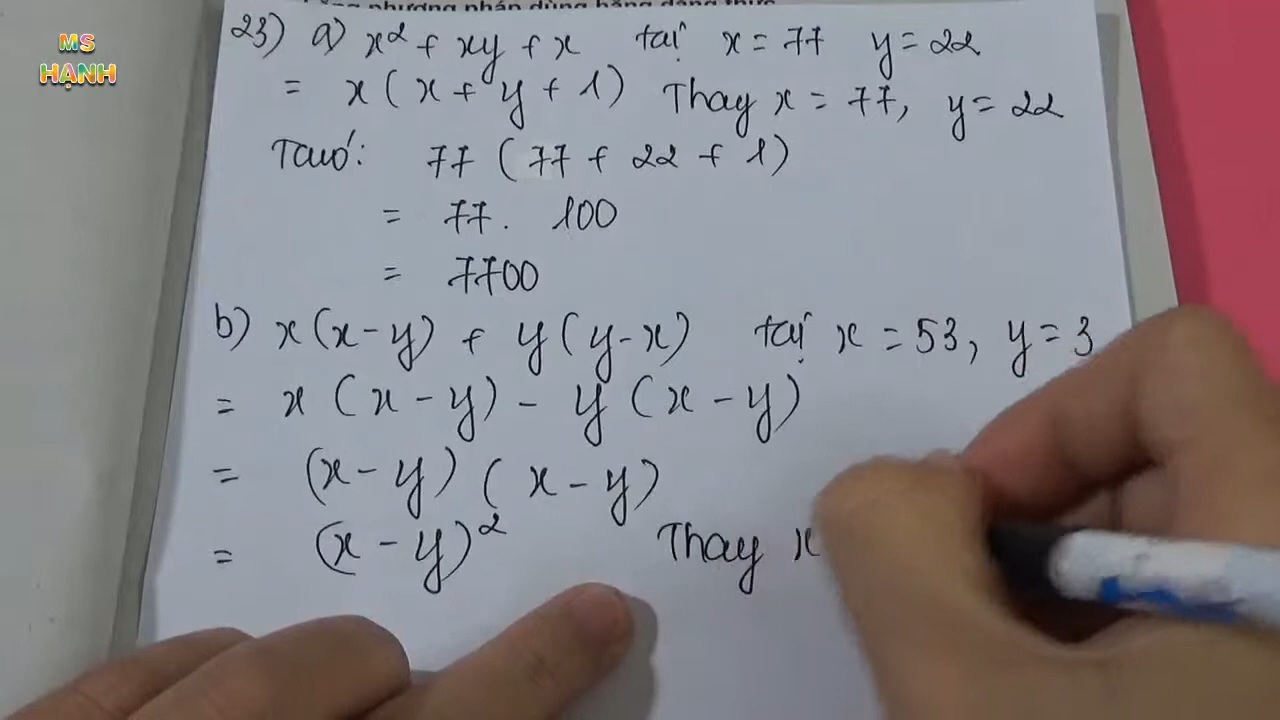 MS
HẠNH
23) a) x² + xy + x tại x = 77 y = 22
= x ( x + y + 1 ) Thay x = 77, y = 22
Ta có: 77 ( 77 + 22 + 1 )
= 77 . 100
= 7700
b) x ( x - y ) + y ( y - x ) tại x = 53, y = 3
= x ( x - y ) - y ( x - y )
= ( x - y ) ( x - y )
= ( x - y )² Thay x